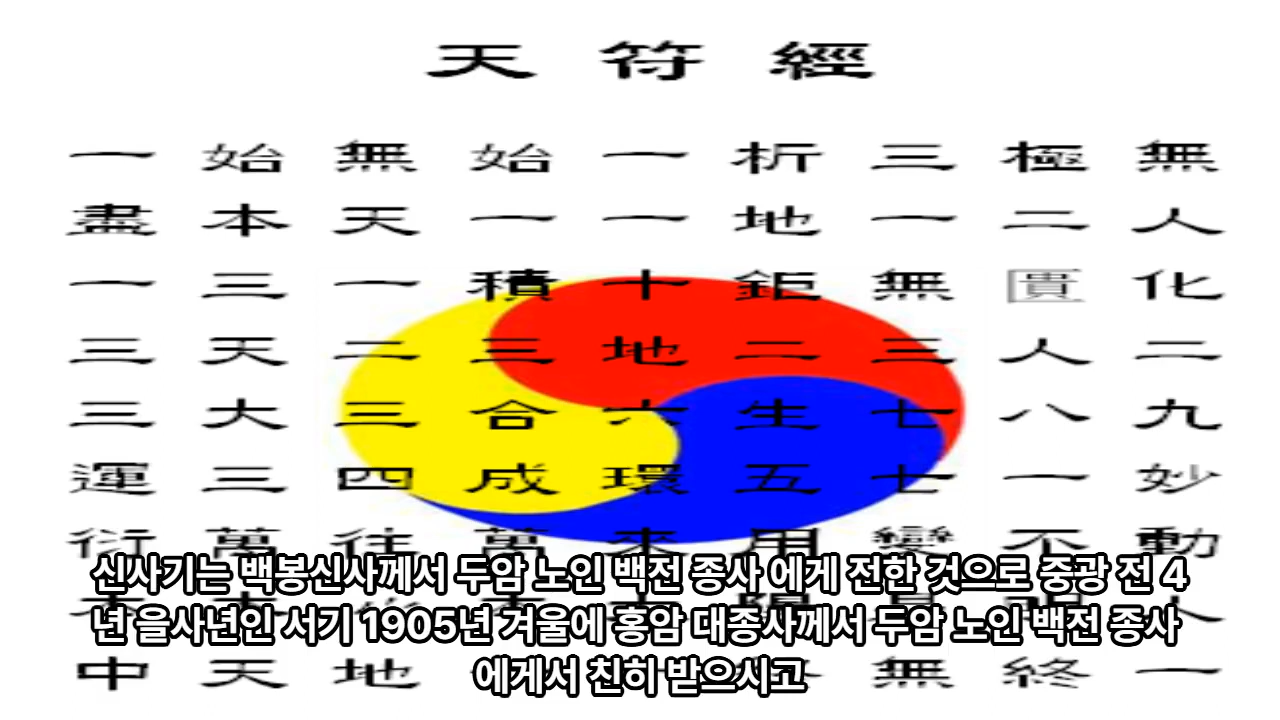 天符經
一始無始一析三極無
盡本天一一地一二人
一三一積十鉅無匱化
三天二三地二三人二
三大三合六生七八九
運三四成環五七一妙
衍萬往萬來用變不動
신사기는 백봉신사께서 두암 노인 백전 종사 에게 전한 것으로 중광 전 4
년 을사년인 서기 1905년 겨울에 홍암 대종사께서 두암 노인 백전 종사
에게서 친히 받으시고
中天地 無終一